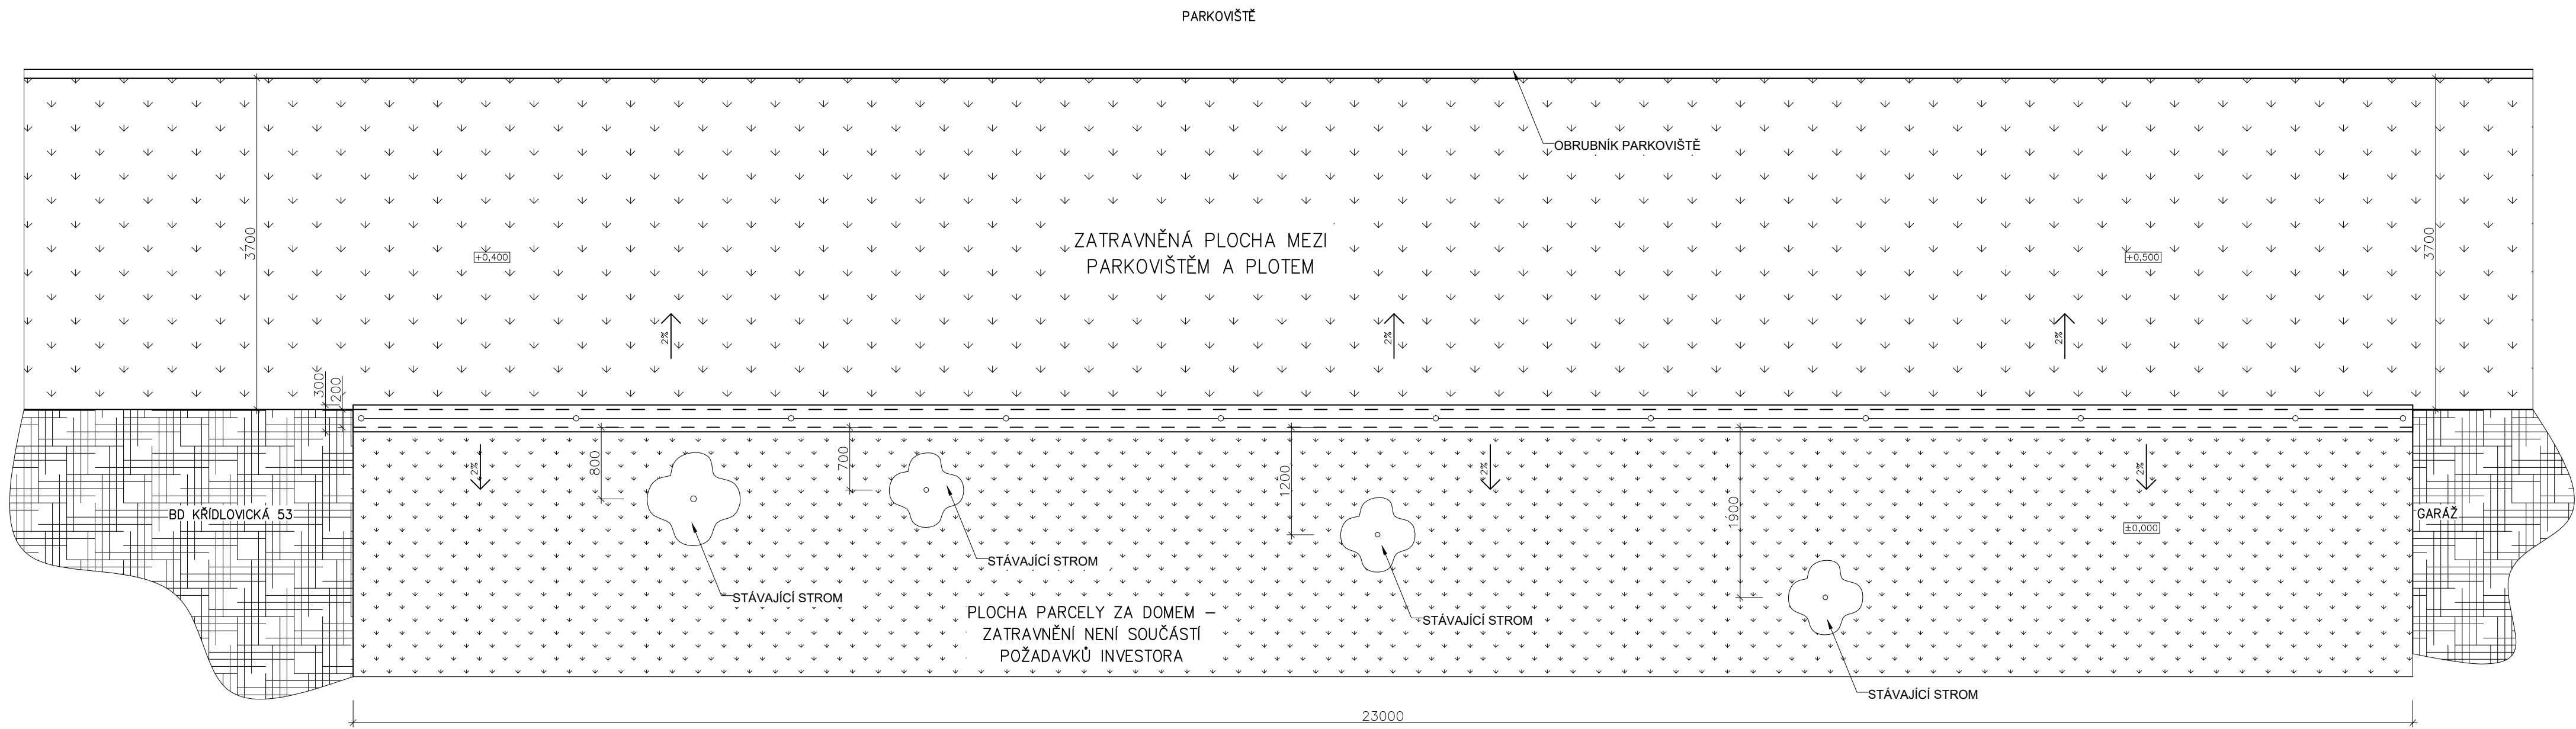 PARKOVIŠTĚ
OBRUBNÍK PARKOVIŠTĚ
ZATRAVNĚNÁ PLOCHA MEZI
PARKOVIŠTĚM A PLOTEM
3700
+0,400
+0,500
3700
2%
2%
2%
300
200
2%
800
700
1200
2%
1900
2%
BD KŘÍDLOVICKÁ 53
±0,000
GARÁŽ
STÁVAJÍCÍ STROM
STÁVAJÍCÍ STROM
STÁVAJÍCÍ STROM
STÁVAJÍCÍ STROM
PLOCHA PARCELY ZA DOMEM –
ZATRAVNĚNÍ NENÍ SOUČÁSTÍ
POŽADAVKŮ INVESTORA
23000